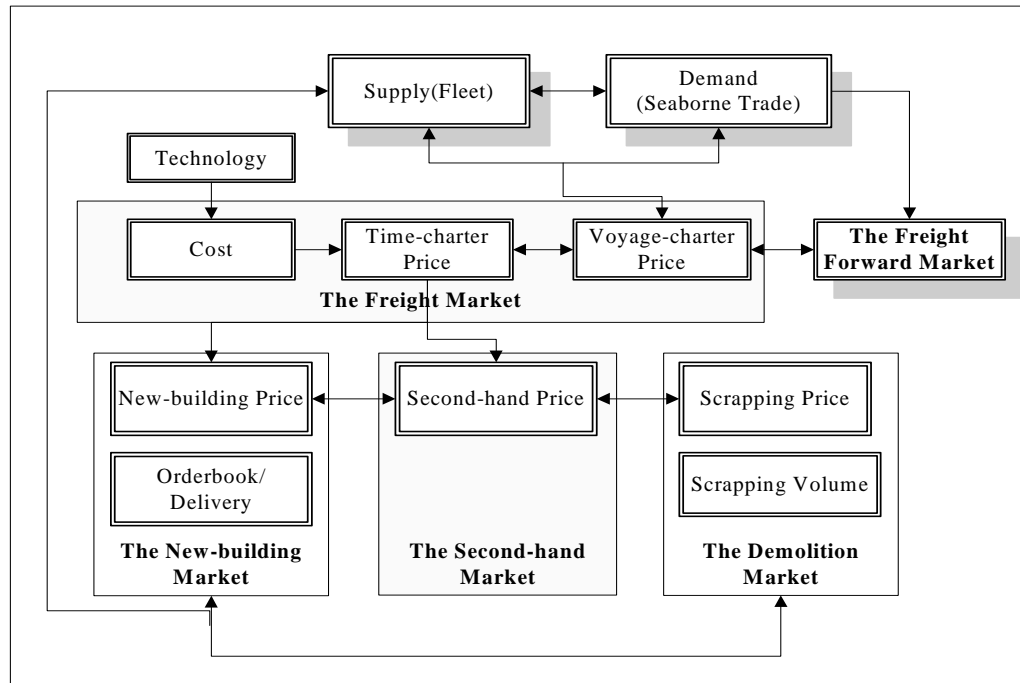 Supply(Fleet)
Demand
(Seaborne Trade)
Technology
Cost
Time-charter
Price
Voyage-charter
Price
The Freight
Forward Market
The Freight Market
New-building Price
Second-hand Price
Scrapping Price
Orderbook/
Delivery
Scrapping Volume
The New-building
Market
The Second-hand
Market
The Demolition
Market